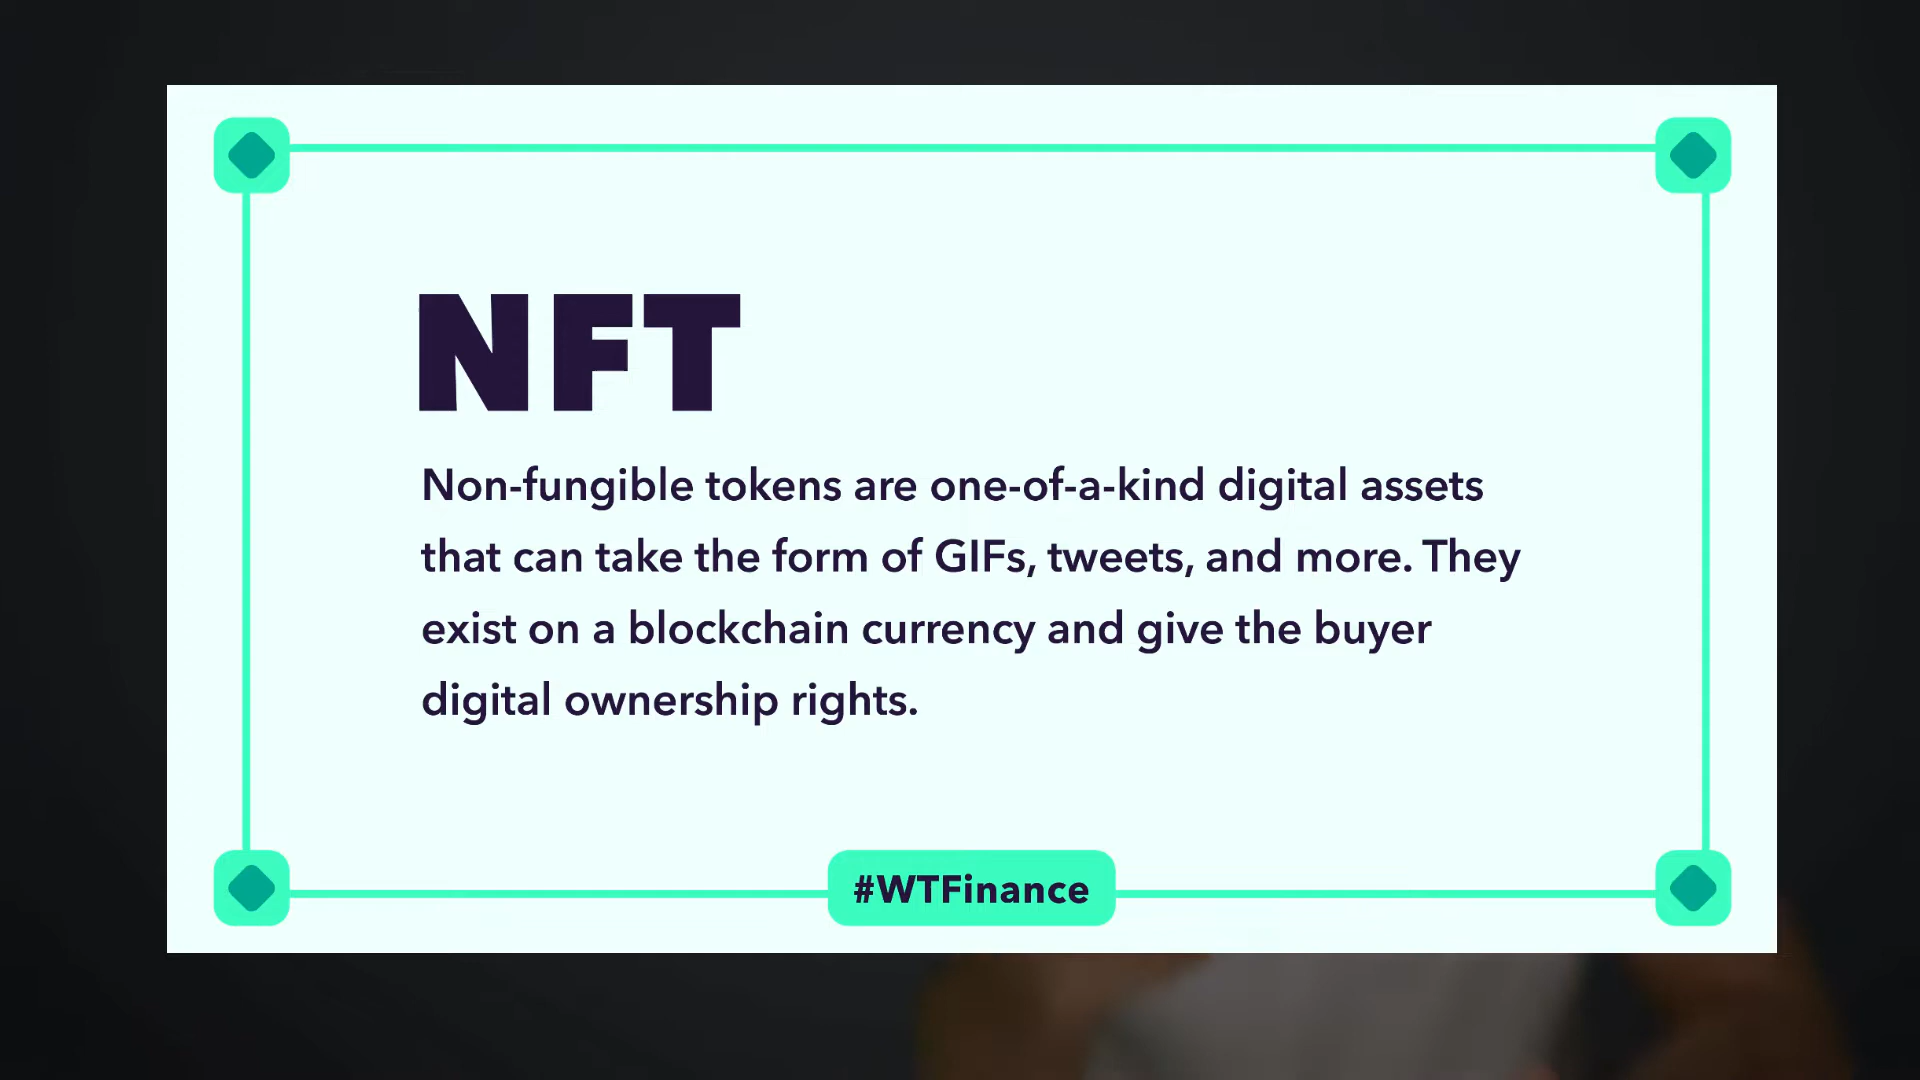 NFT
Non-fungible tokens are one-of-a-kind digital assets
that can take the form of GIFs, tweets, and more. They
exist on a blockchain currency and give the buyer
digital ownership rights.
#WTFinance